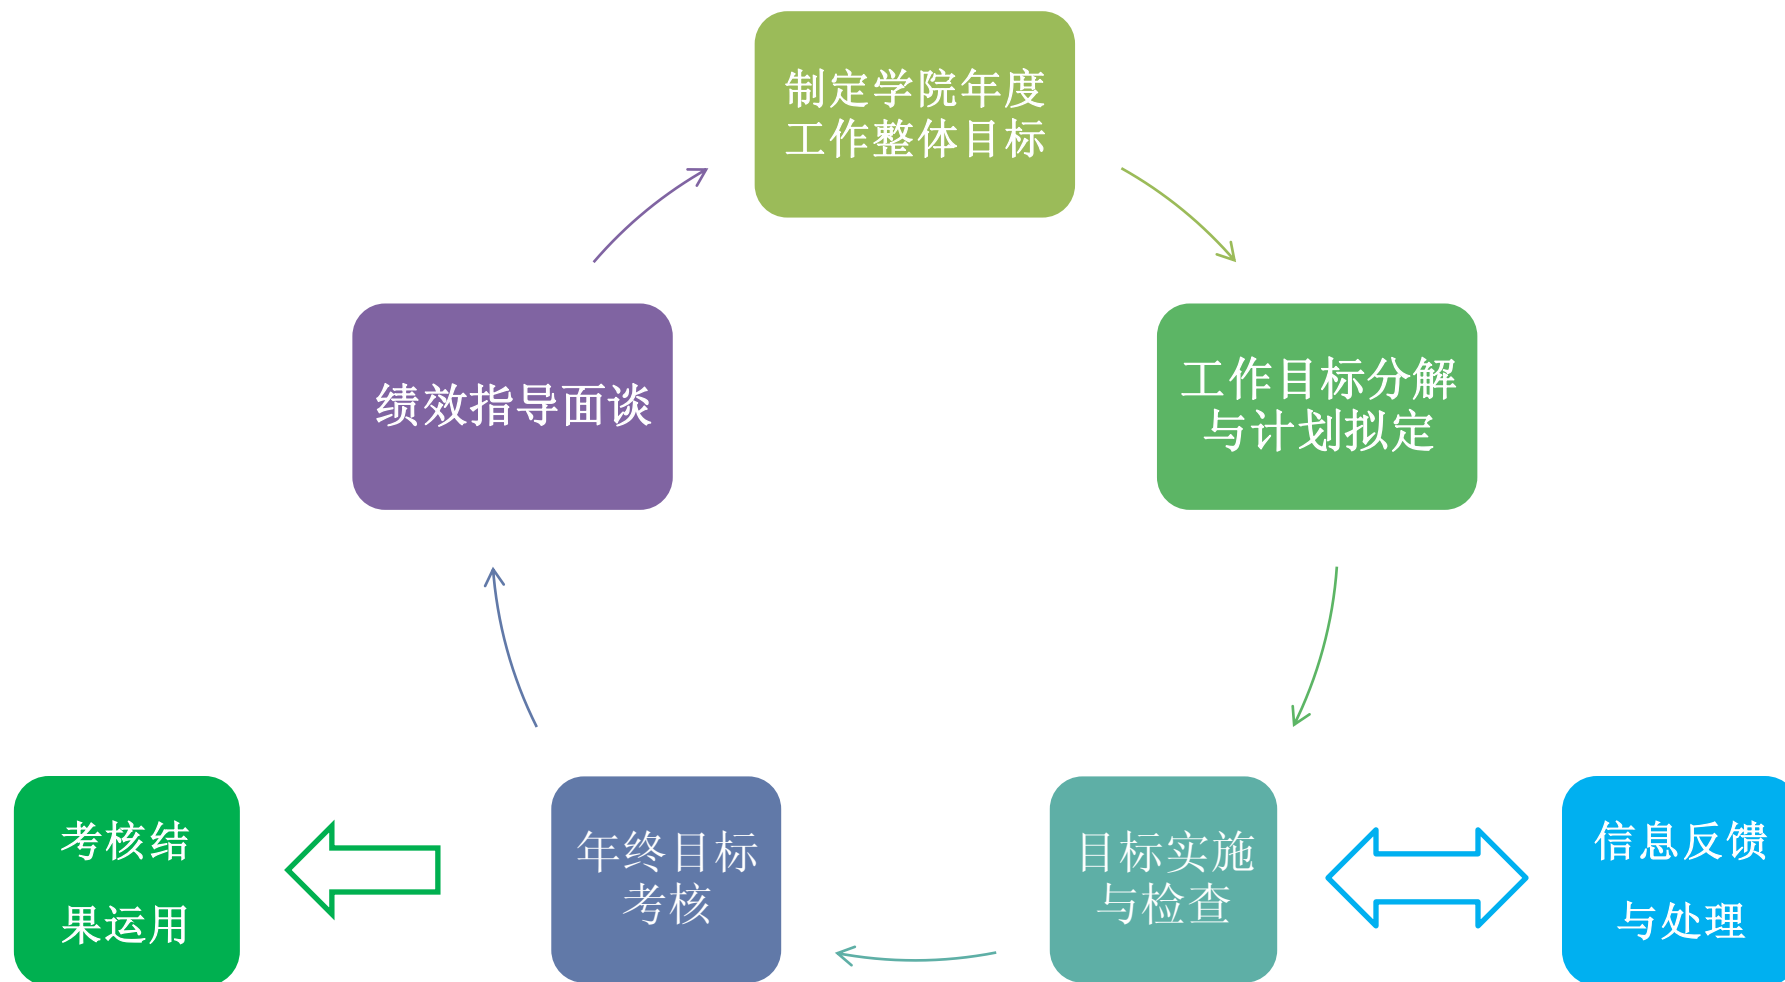 制定学院年度
工作整体目标
工作目标分解
与计划拟定
绩效指导面谈
考核结
果运用
年终目标
考核
目标实施
与检查
信息反馈
与处理